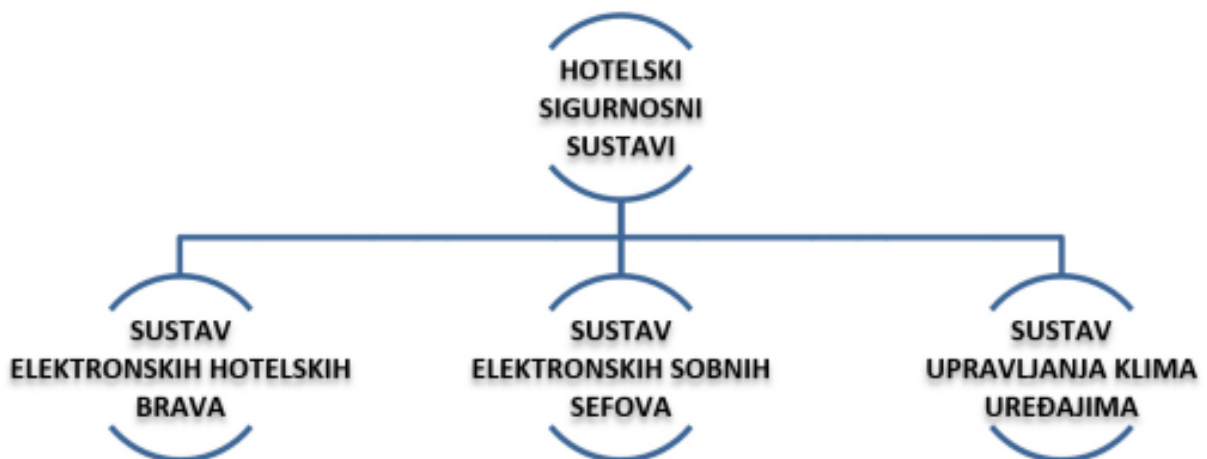 HOTELSKI
SIGURNOSNI
SUSTAVI
SUSTAV
ELEKTRONSKIH HOTELSKIH
BRAVA
SUSTAV
ELEKTRONSKIH SOBNIH
SEFOVA
SUSTAV
UPRAVLJANJA KLIMA
UREĐAJIMA